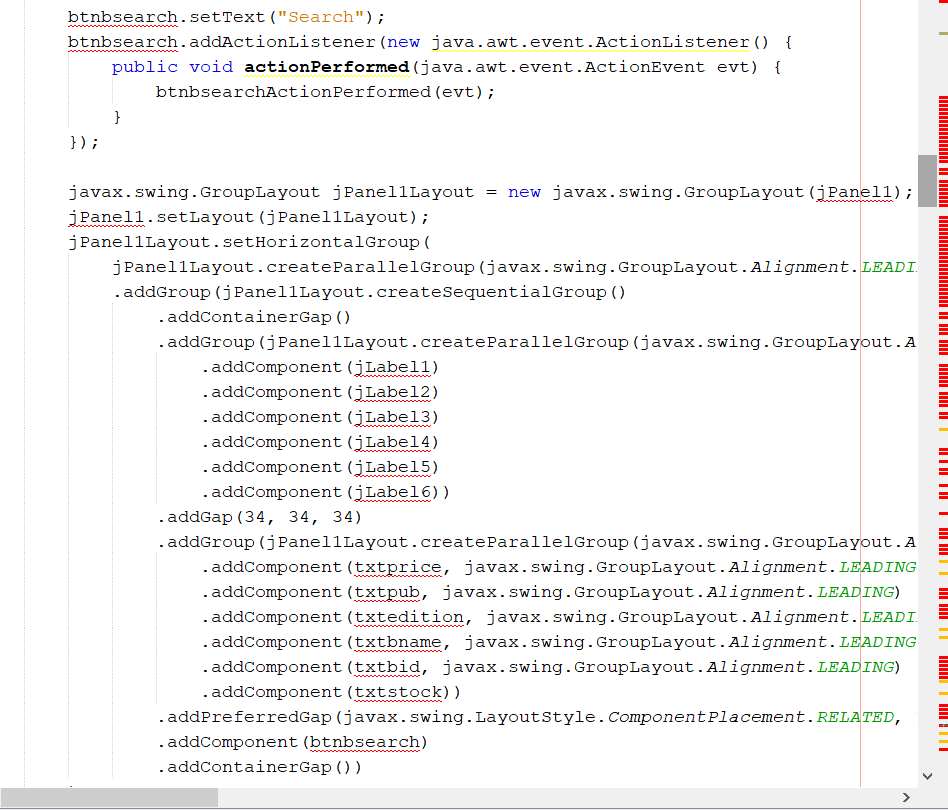 btnbsearch.setText("Search");
btnbsearch.addActionListener(new java.awt.event.ActionListener() {
public void actionPerformed(java.awt.event.ActionEvent evt) {
btnbsearchActionPerformed(evt);
}
});
javax.swing.GroupLayout jPanel1Layout = new javax.swing.GroupLayout(jPanel1);
jPanel1.setLayout(jPanel1Layout);
jPanel1Layout.setHorizontalGroup(
jPanel1Layout.createParallelGroup(javax.swing.GroupLayout.Alignment.LEADI
.addGroup(jPanel1Layout.createSequentialGroup()
.addContainerGap()
.addGroup(jPanel1Layout.createParallelGroup(javax.swing.GroupLayout.A
.addComponent(jLabel1)
.addComponent(jLabel2)
.addComponent(jLabel3)
.addComponent(jLabel4)
.addComponent(jLabel5)
.addComponent(jLabel6))
.addGap(34, 34, 34)
.addGroup(jPanel1Layout.createParallelGroup(javax.swing.GroupLayout.A
.addComponent(txtprice, javax.swing.GroupLayout.Alignment.LEADING
.addComponent(txtpub, javax.swing.GroupLayout.Alignment.LEADING)
.addComponent(txtedition, javax.swing.GroupLayout.Alignment.LEADI
.addComponent(txtbname, javax.swing.GroupLayout.Alignment.LEADING
.addComponent(txtbid, javax.swing.GroupLayout.Alignment.LEADING)
.addComponent(txtstock))
.addPreferredGap(javax.swing.LayoutStyle.ComponentPlacement.RELATED,
.addComponent(btnbsearch)
.addContainerGap())